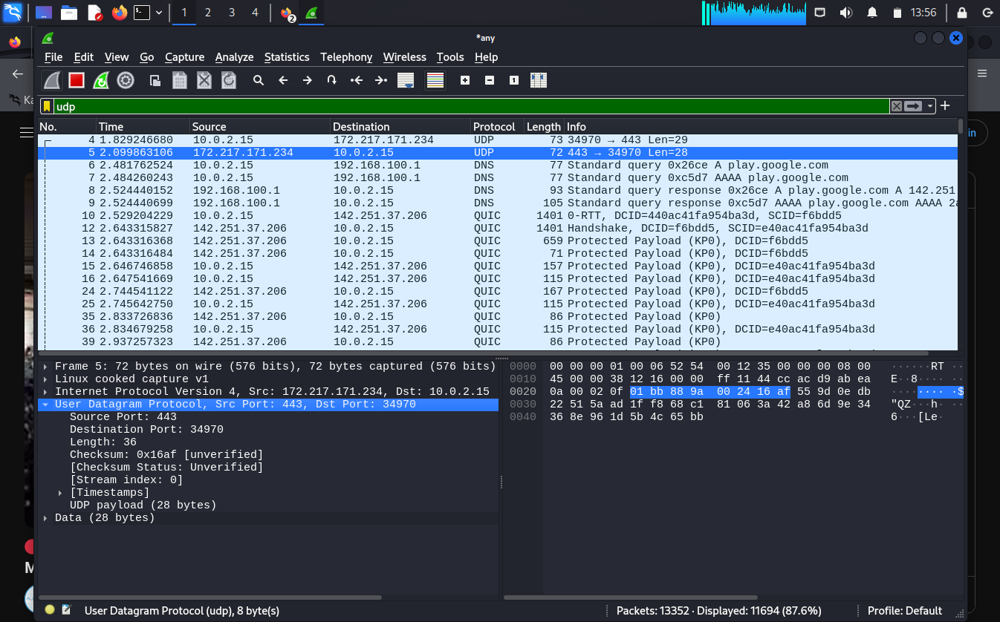 1 2 3 4 2 13:56
*any
File Edit View Go Capture Analyze Statistics Telephony Wireless Tools Help
Ka
udp
No. Time Source Destination Protocol Length Info
4 1.829246680 10.0.2.15 172.217.171.234 UDP 73 34970 → 443 Len=29
in
5 2.099863106 172.217.171.234 10.0.2.15 UDP 72 443 → 34970 Len=28
6 2.481762524 10.0.2.15 192.168.100.1 DNS 77 Standard query 0x26ce A play.google.com
7 2.484260243 10.0.2.15 192.168.100.1 DNS 77 Standard query 0xc5d7 AAAA play.google.com
8 2.524440152 192.168.100.1 10.0.2.15 DNS 93 Standard query response 0x26ce A play.google.com A 142.251
9 2.524440699 192.168.100.1 10.0.2.15 DNS 105 Standard query response 0xc5d7 AAAA play.google.com AAAA 2a
10 2.529204229 10.0.2.15 142.251.37.206 QUIC 1401 0-RTT, DCID=440ac41fa954ba3d, SCID=f6bdd5
12 2.643315827 142.251.37.206 10.0.2.15 QUIC 1401 Handshake, DCID=f6bdd5, SCID=e40ac41fa954ba3d
13 2.643316368 142.251.37.206 10.0.2.15 QUIC 659 Protected Payload (KP0), DCID=f6bdd5
14 2.643316484 142.251.37.206 10.0.2.15 QUIC 71 Protected Payload (KP0), DCID=f6bdd5
15 2.646746858 10.0.2.15 142.251.37.206 QUIC 157 Protected Payload (KP0), DCID=e40ac41fa954ba3d
16 2.647541669 10.0.2.15 142.251.37.206 QUIC 115 Protected Payload (KP0), DCID=e40ac41fa954ba3d
24 2.744541122 142.251.37.206 10.0.2.15 QUIC 167 Protected Payload (KP0), DCID=f6bdd5
25 2.745642750 10.0.2.15 142.251.37.206 QUIC 115 Protected Payload (KP0), DCID=e40ac41fa954ba3d
35 2.833726836 142.251.37.206 10.0.2.15 QUIC 86 Protected Payload (KP0)
36 2.834679258 10.0.2.15 142.251.37.206 QUIC 115 Protected Payload (KP0), DCID=e40ac41fa954ba3d
39 2.937257323 142.251.37.206 10.0.2.15 QUIC 86 Protected Payload (KP0)
Frame 5: 72 bytes on wire (576 bits), 72 bytes captured (576 bits)
Linux cooked capture v1
Internet Protocol Version 4, Src: 172.217.171.234, Dst: 10.0.2.15
User Datagram Protocol, Src Port: 443, Dst Port: 34970
Source Port: 443
Destination Port: 34970
Length: 36
Checksum: 0x16af [unverified]
[Checksum Status: Unverified]
[Stream index: 0]
[Timestamps]
UDP payload (28 bytes)
Data (28 bytes)
0000 00 00 00 01 00 06 52 54 00 12 35 00 00 00 08 00 ······RT ··
0010 45 00 00 38 12 16 00 00 ff 11 44 cc ac d9 ab ea E··8···· ··
0020 0a 00 02 0f 01 bb 88 9a 00 24 16 af 55 9d 0e db ········ ·$
0030 22 51 5a ad 1f f8 68 c1 81 06 3a 42 a8 6d 9e 34 "QZ···h· ··
0040 36 8e 96 1d 5b 4c 65 bb 6···[Le·
M
User Datagram Protocol (udp), 8 byte(s)
Packets: 13352 · Displayed: 11694 (87.6%)
Profile: Default